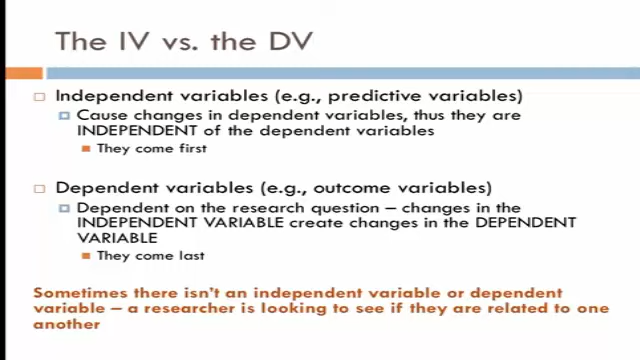 The IV vs. the DV
Independent variables (e.g., predictive variables)
Cause changes in dependent variables, thus they are
INDEPENDENT of the dependent variables
They come first
Dependent variables (e.g., outcome variables)
Dependent on the research question – changes in the
INDEPENDENT VARIABLE create changes in the DEPENDENT
VARIABLE
They come last
Sometimes there isn't an independent variable or dependent
variable – a researcher is looking to see if they are related to one
another